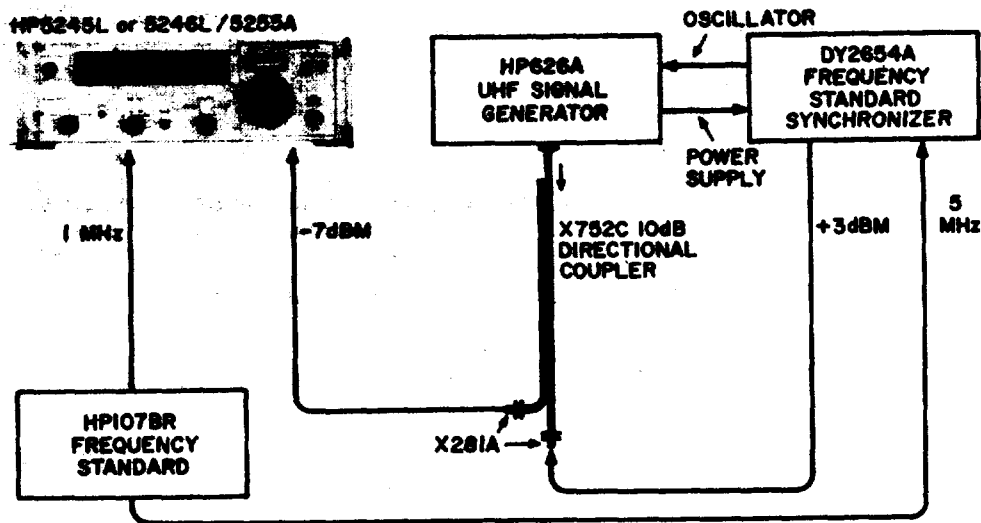 HP5245L or 5246L/5255A
OSCILLATOR
HP626A
UHF SIGNAL
GENERATOR
DY2654A
FREQUENCY
STANDARD
SYNCHRONIZER
POWER
SUPPLY
1 MHz
-7dBM
X752C 10dB
DIRECTIONAL
COUPLER
+3dBM
5
MHz
HP107BR
FREQUENCY
STANDARD
X281A